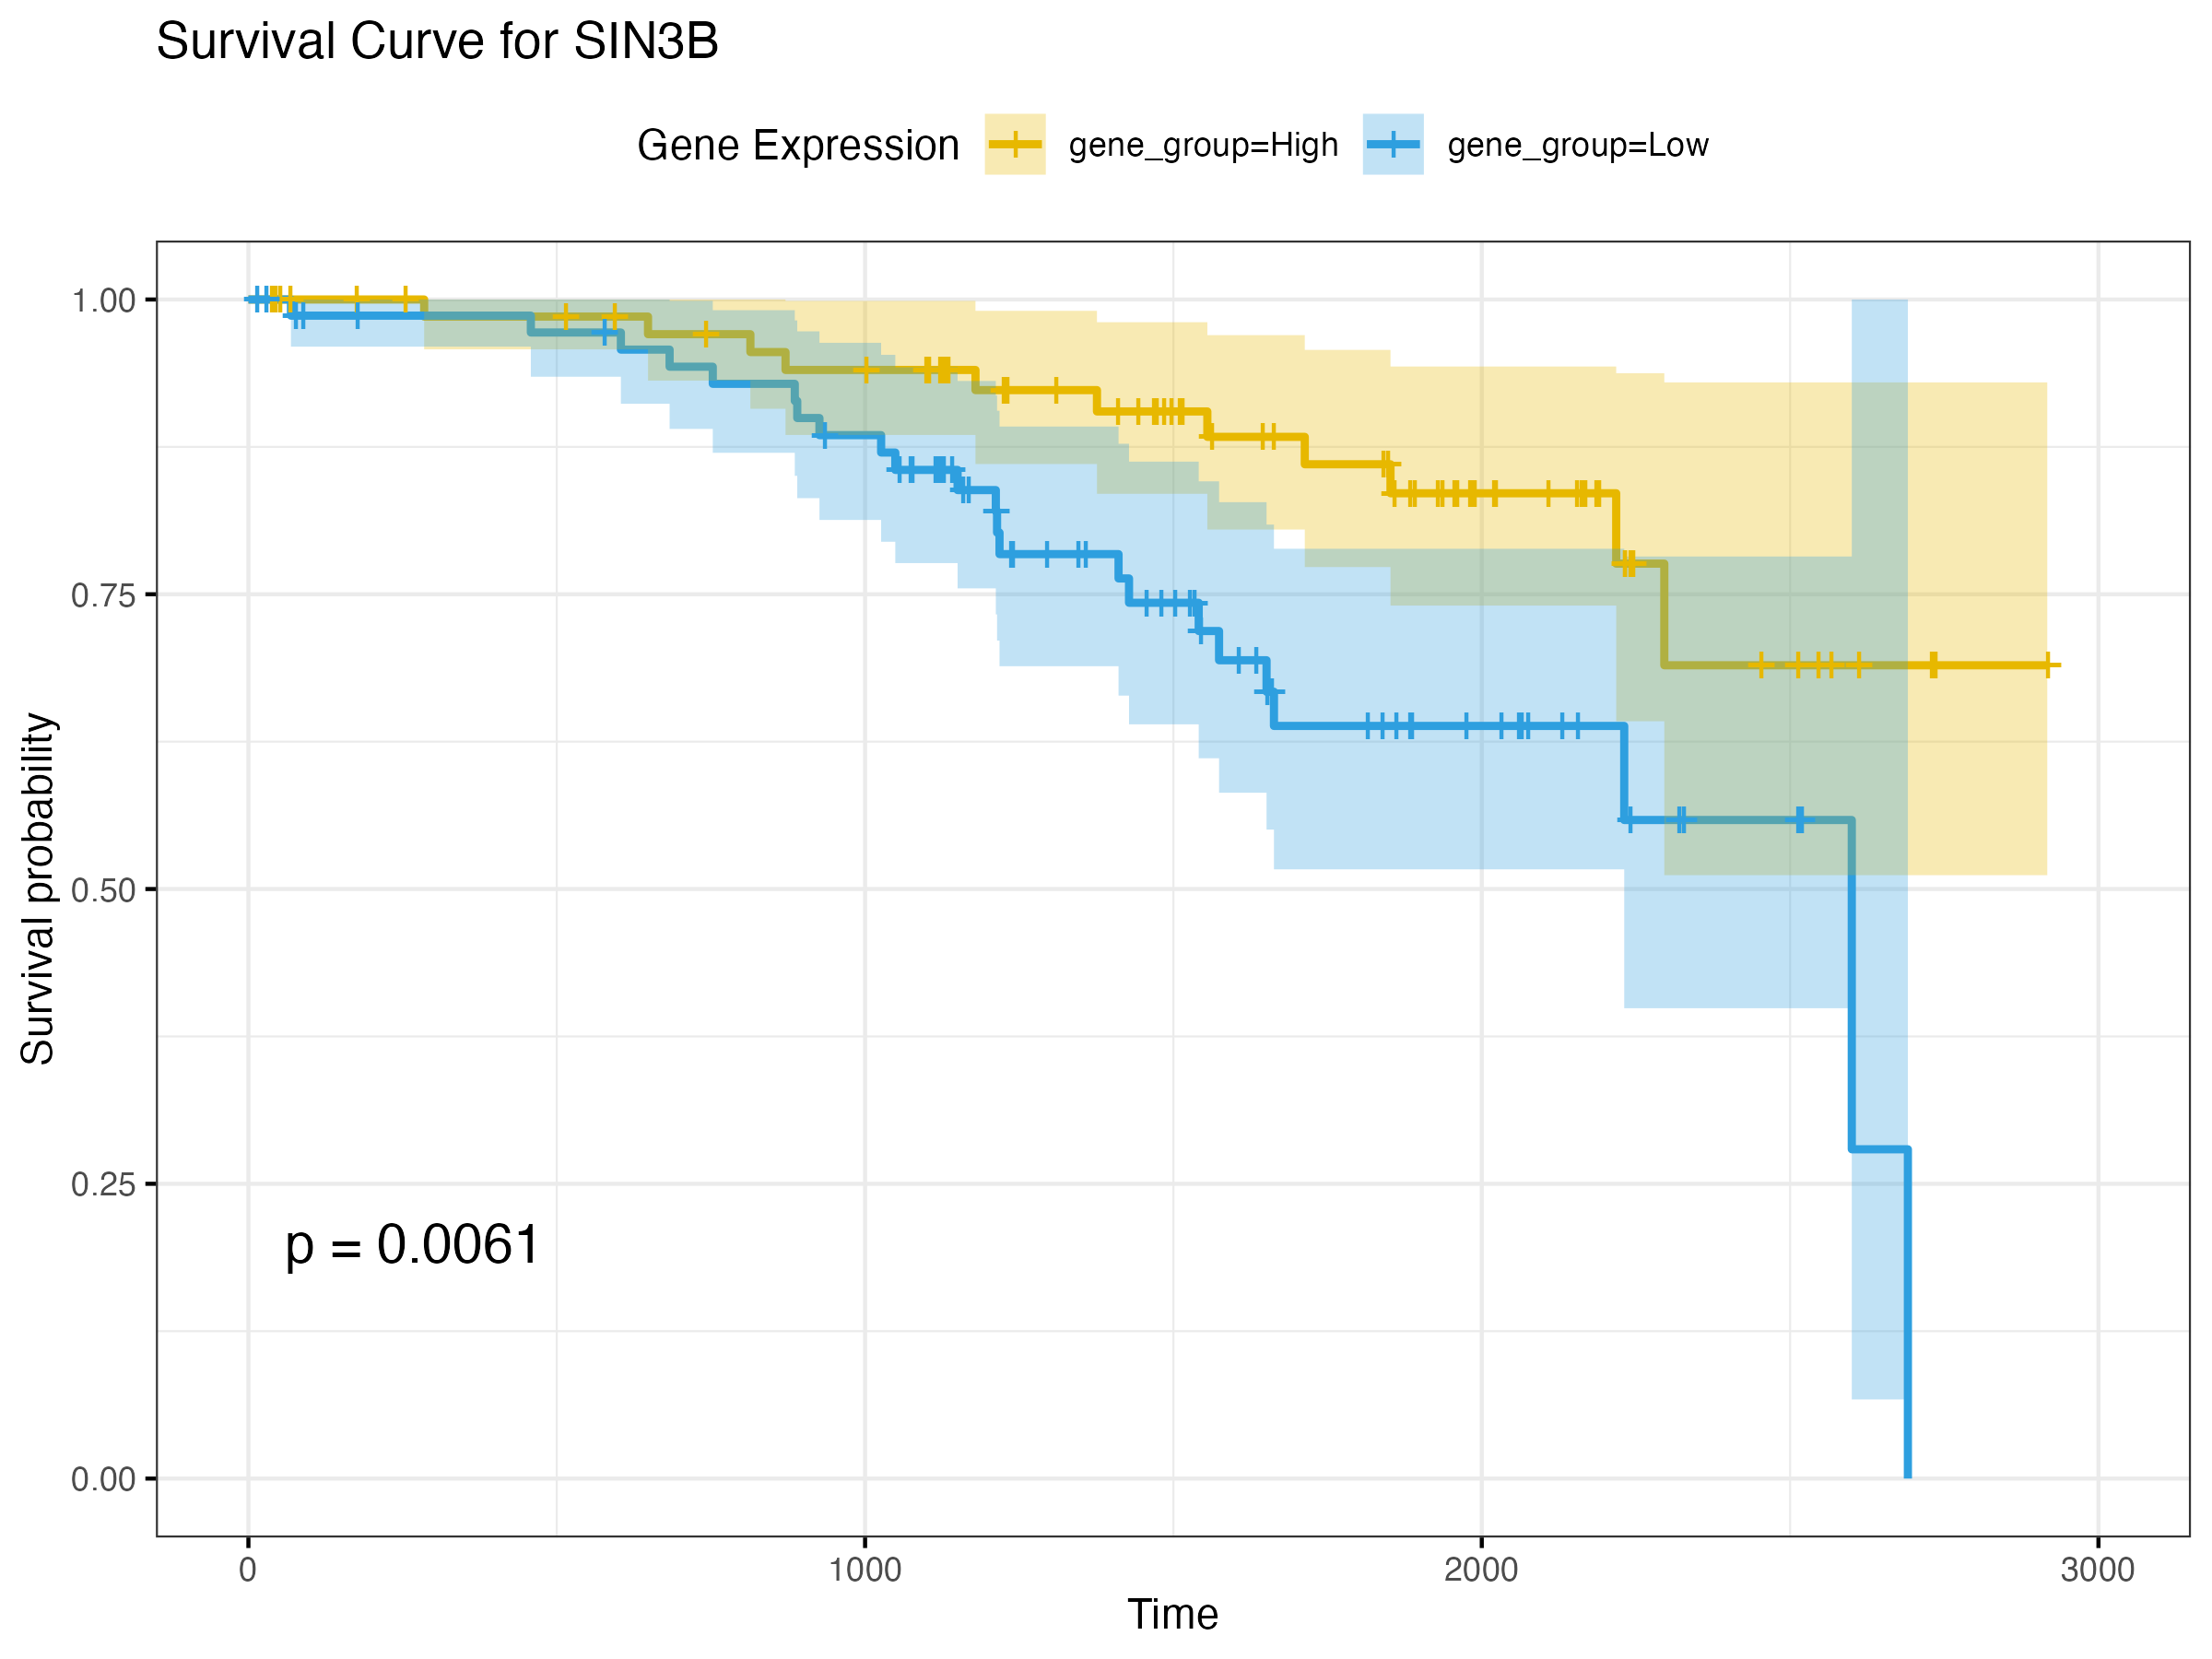 Survival Curve for SIN3B
Gene Expression gene_group=High gene_group=Low
1.00
0.75
0.50
0.25
0.00
Survival probability
p = 0.0061
0 1000 2000 3000
Time